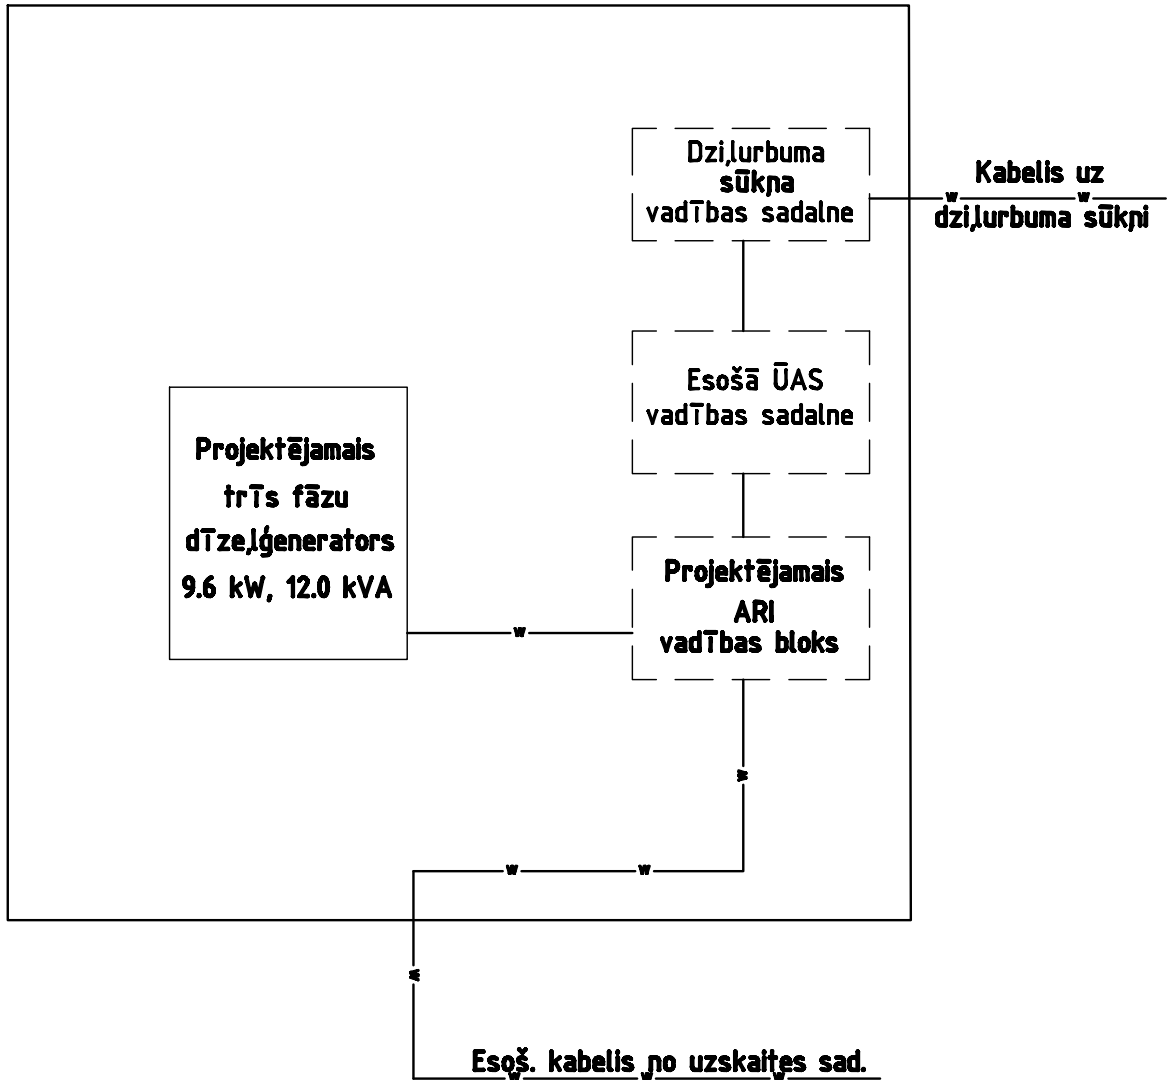 Dziļurbuma
sūkņa
vadības sadalne
Kabelis uz
w w
dziļurbuma sūkņi
Esošā ŪAS
vadības sadalne
Projektējamais
trīs fāzu
dīzeļģenerators
9.6 kW, 12.0 kVA
Projektējamais
ARI
vadības bloks
w
w
w w
w
Esoš. kabelis no uzskaites sad.
w w w